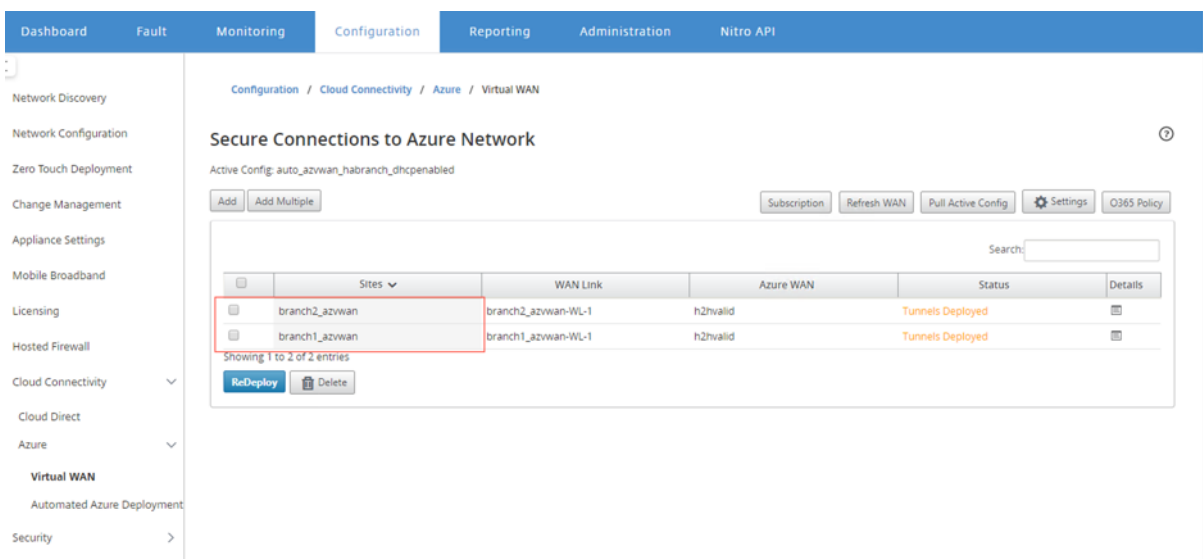 Dashboard Fault Monitoring Configuration Reporting Administration Nitro API
Configuration / Cloud Connectivity / Azure / Virtual WAN
Network Discovery
Network Configuration
Zero Touch Deployment
Change Management
Appliance Settings
Mobile Broadband
Licensing
Hosted Firewall
Cloud Connectivity
Cloud Direct
Azure
Virtual WAN
Automated Azure Deployment
Security
Secure Connections to Azure Network
Active Config: auto_azvwan_habranch_dhcpenabled
Add Add Multiple Subscription Refresh WAN Pull Active Config Settings O365 Policy
Search:
Sites WAN Link Azure WAN Status Details
branch2_azvwan branch2_azvwan-WL-1 h2hvalid Tunnels Deployed
branch1_azvwan branch1_azvwan-WL-1 h2hvalid Tunnels Deployed
Showing 1 to 2 of 2 entries
ReDeploy Delete